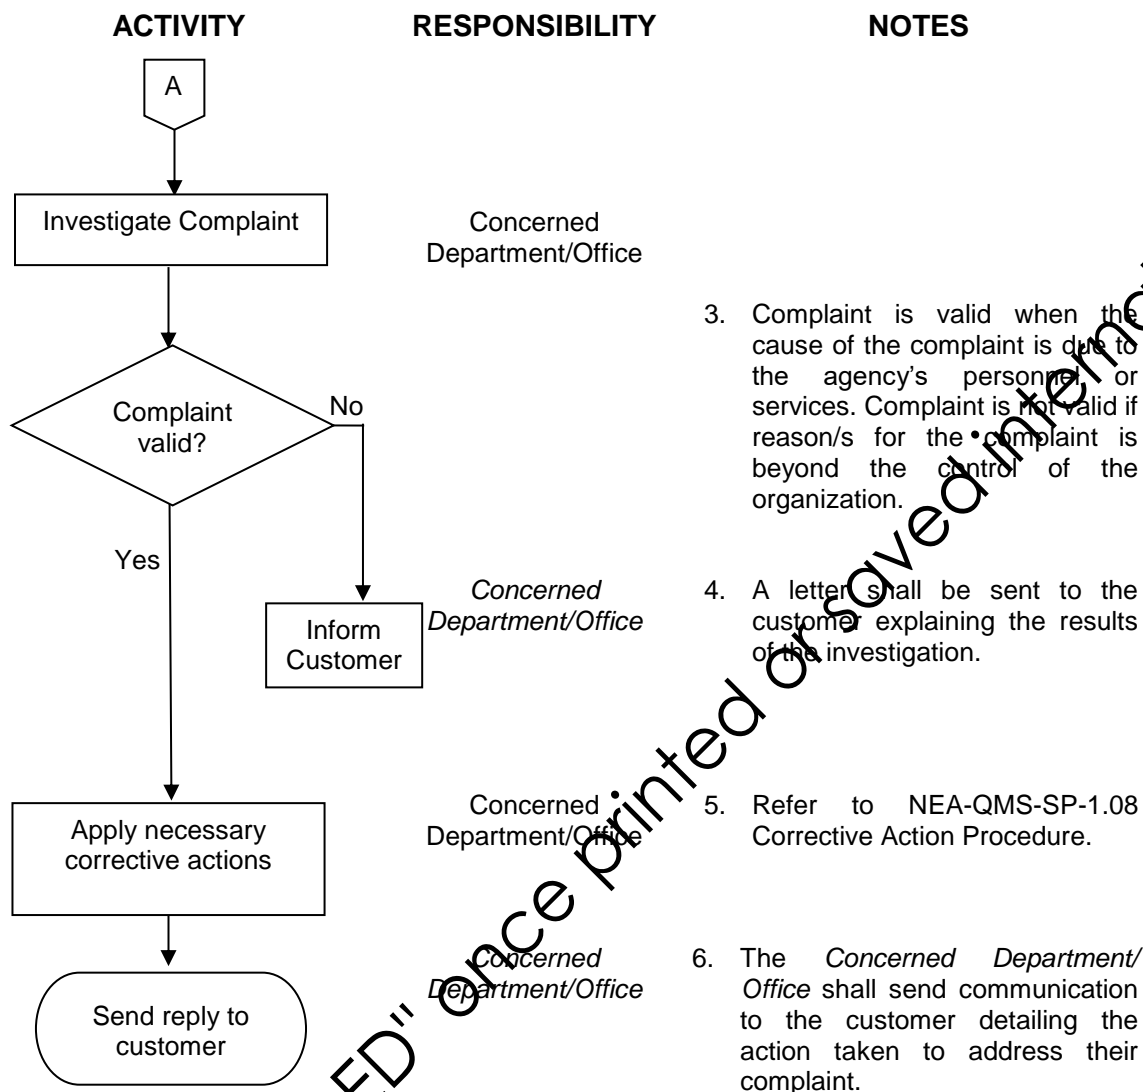 ACTIVITY RESPONSIBILITY NOTES
A
Investigate Complaint
Concerned
Department/Office
3. Complaint is valid when the
cause of the complaint is due to
the agency's personnel or
services. Complaint is not valid if
reason/s for the complaint is
beyond the control of the
organization.
Complaint
valid?
No
Yes
Inform
Customer
Concerned
Department/Office
4. A letter shall be sent to the
customer explaining the results
of the investigation.
Apply necessary
corrective actions
Concerned
Department/Office
5. Refer to NEA-QMS-SP-1.08
Corrective Action Procedure.
Send reply to
customer
Concerned
Department/Office
6. The Concerned Department/
Office shall send communication
to the customer detailing the
action taken to address their
complaint.
ED" once printed or saved